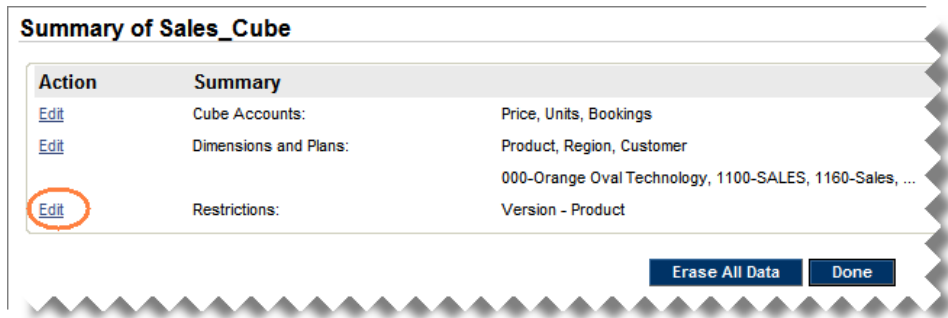 Summary of Sales_Cube
Action Summary
Edit Cube Accounts: Price, Units, Bookings
Edit Dimensions and Plans: Product, Region, Customer
000-Orange Oval Technology, 1100-SALES, 1160-Sales, ...
Edit Restrictions: Version - Product
Erase All Data Done